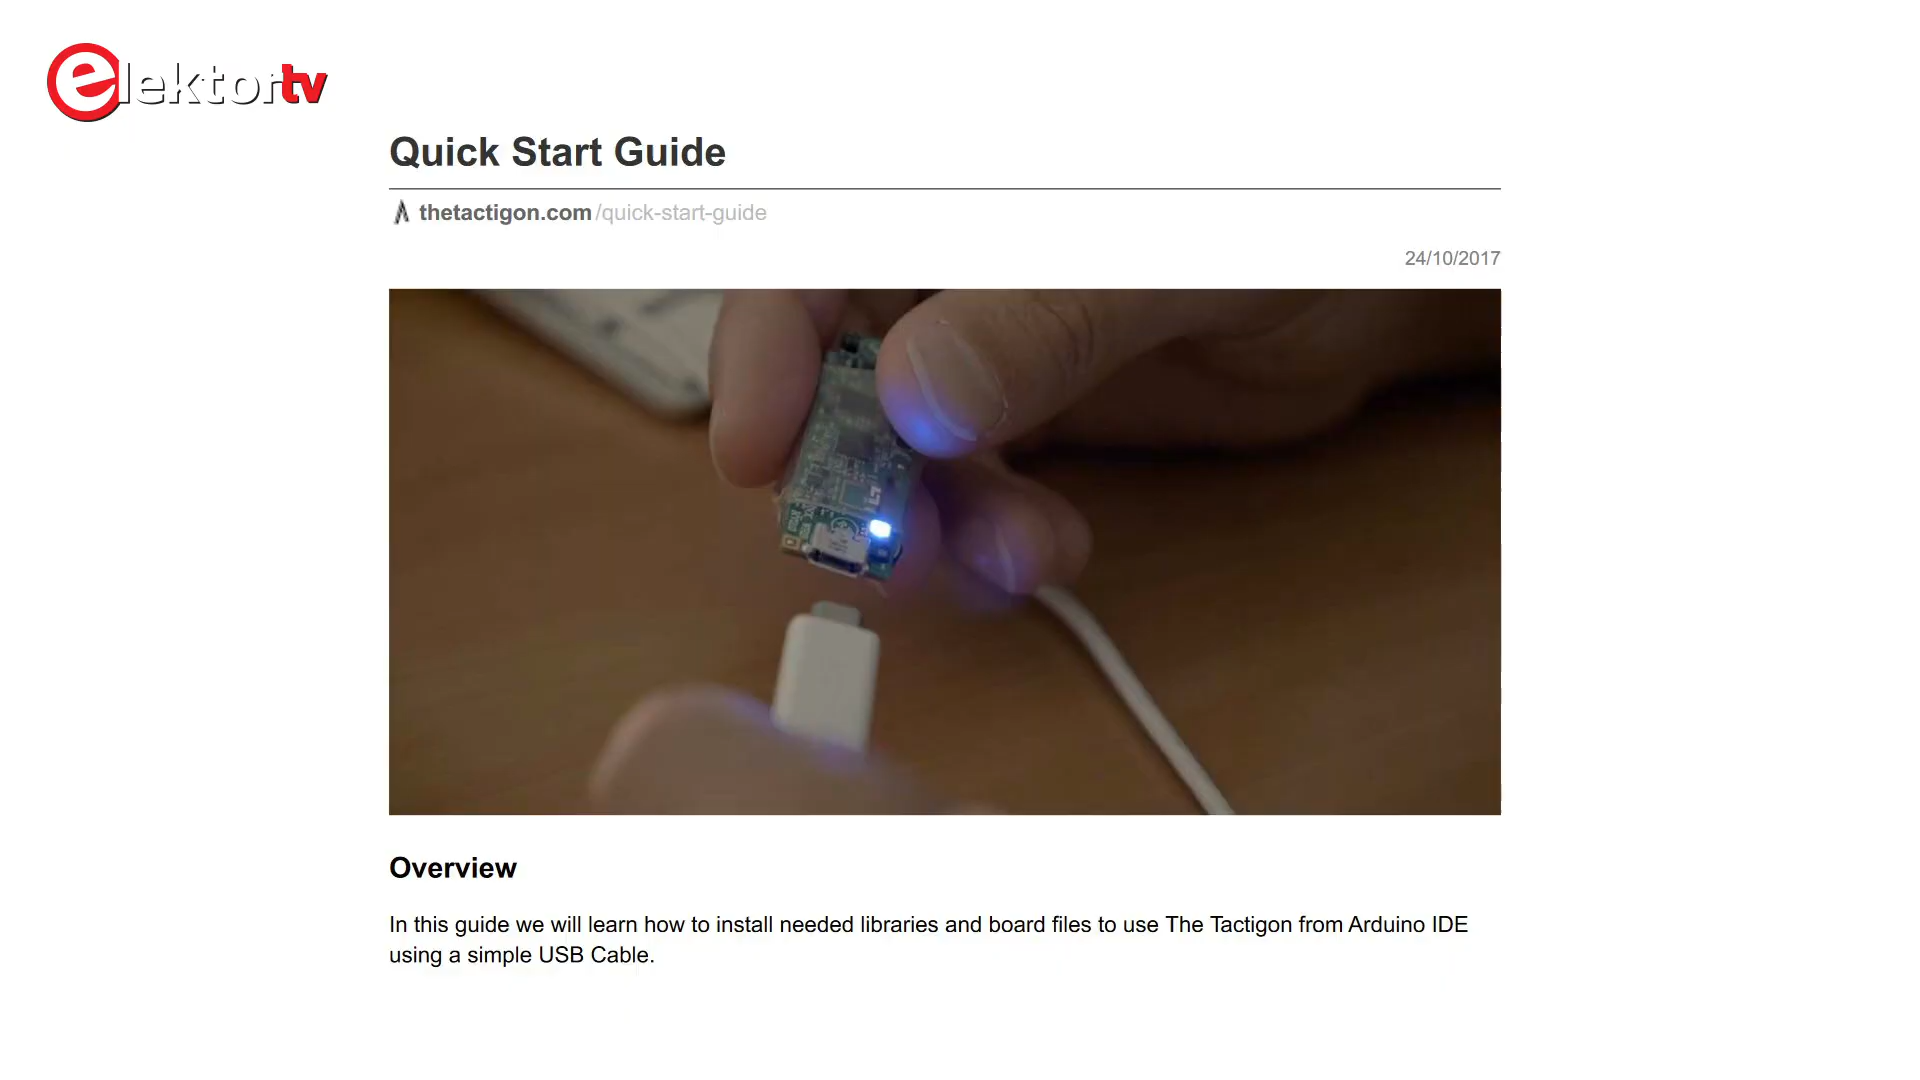 elektortv
Quick Start Guide
thetactigon.com/quick-start-guide
24/10/2017
Overview
In this guide we will learn how to install needed libraries and board files to use The Tactigon from Arduino IDE
using a simple USB Cable.